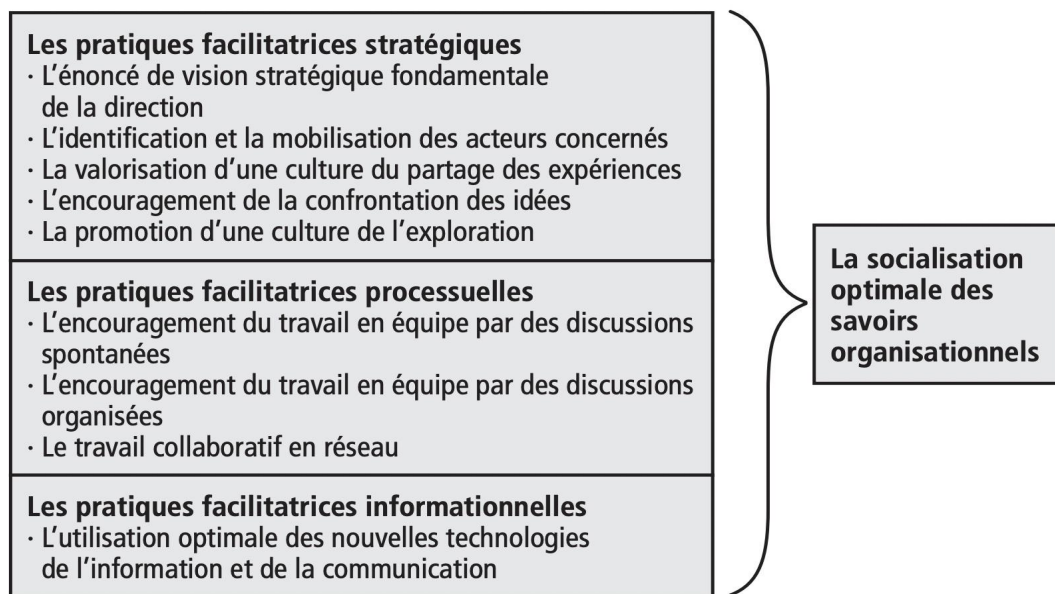 Les pratiques facilitatrices stratégiques
· L’énoncé de vision stratégique fondamentale
de la direction
· L’identification et la mobilisation des acteurs concernés
· La valorisation d’une culture du partage des expériences
· L’encouragement de la confrontation des idées
· La promotion d’une culture de l’exploration
Les pratiques facilitatrices processuelles
· L’encouragement du travail en équipe par des discussions
spontanées
· L’encouragement du travail en équipe par des discussions
organisées
· Le travail collaboratif en réseau
Les pratiques facilitatrices informationnelles
· L’utilisation optimale des nouvelles technologies
de l’information et de la communication
La socialisation
optimale des
savoirs
organisationnels